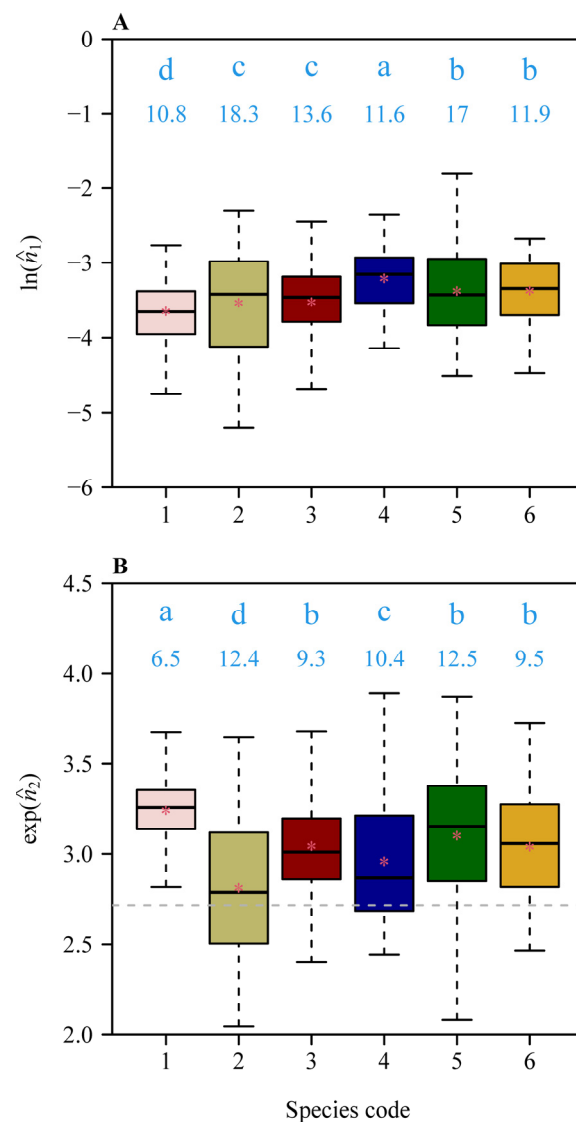 A
0
d c c a b b
−1
10.8 18.3 13.6 11.6 17 11.9
−2
−3
ln(n̂₁)
−4
−5
−6
1 2 3 4 5 6
B
4.5
a d b c b b
6.5 12.4 9.3 10.4 12.5 9.5
4.0
3.5
exp(n̂₂)
3.0
2.5
2.0
1 2 3 4 5 6
Species code